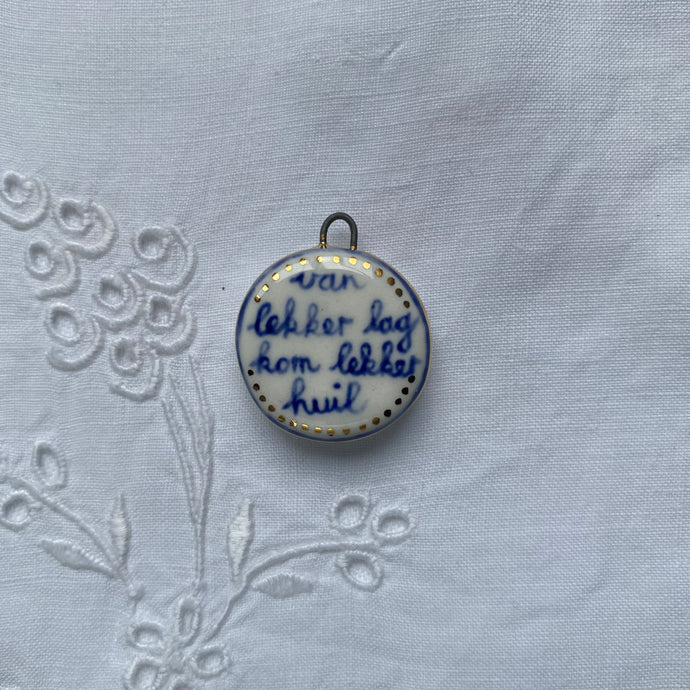 van
lekker lag
kom lekker
huil